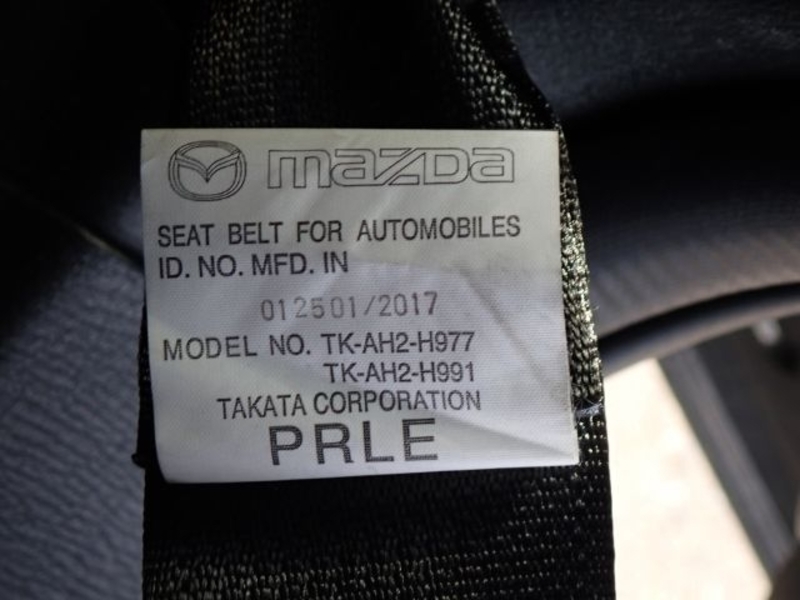 mazda
SEAT BELT FOR AUTOMOBILES
ID. NO. MFD. IN
012501/2017
MODEL NO. TK-AH2-H977
TK-AH2-H991
TAKATA CORPORATION
PRLE